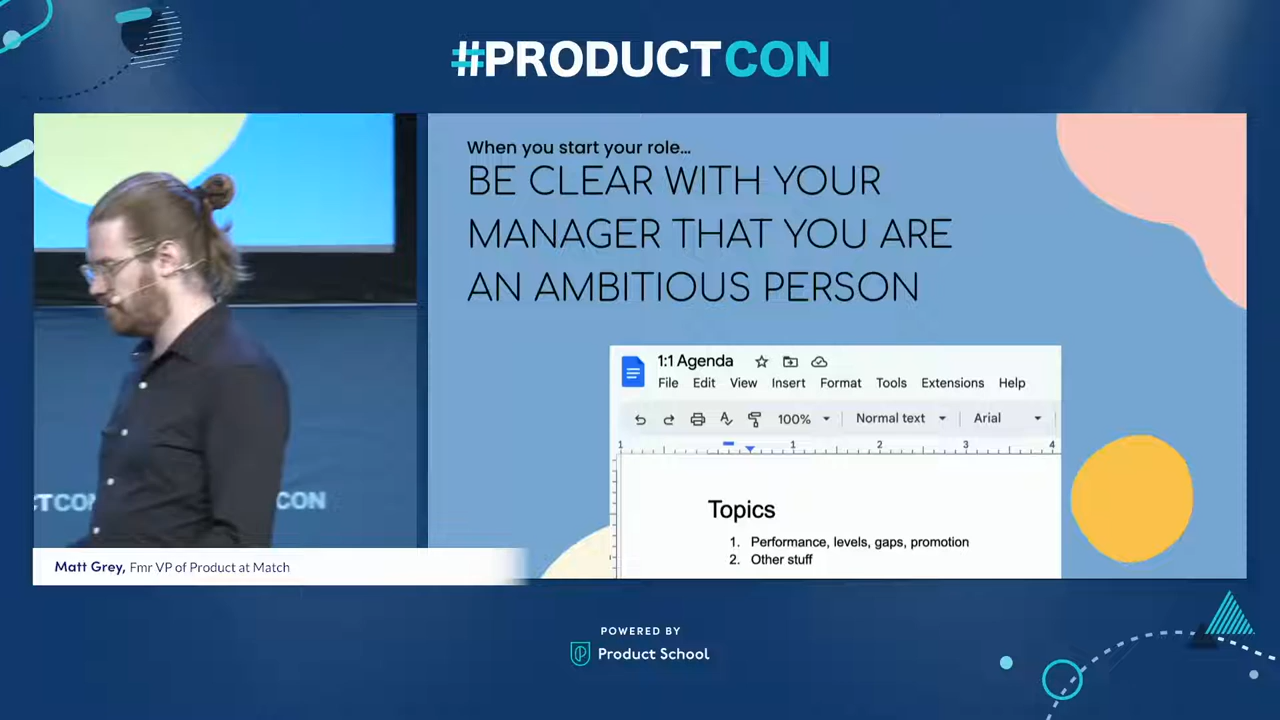 #PRODUCTCON
When you start your role...
BE CLEAR WITH YOUR
MANAGER THAT YOU ARE
AN AMBITIOUS PERSON
1:1 Agenda
File Edit View Insert Format Tools Extensions Help
100% Normal text Arial
1 1 2 3 4
Topics
1. Performance, levels, gaps, promotion
2. Other stuff
CON
Matt Grey, Fmr VP of Product at Match
POWERED BY
Product School